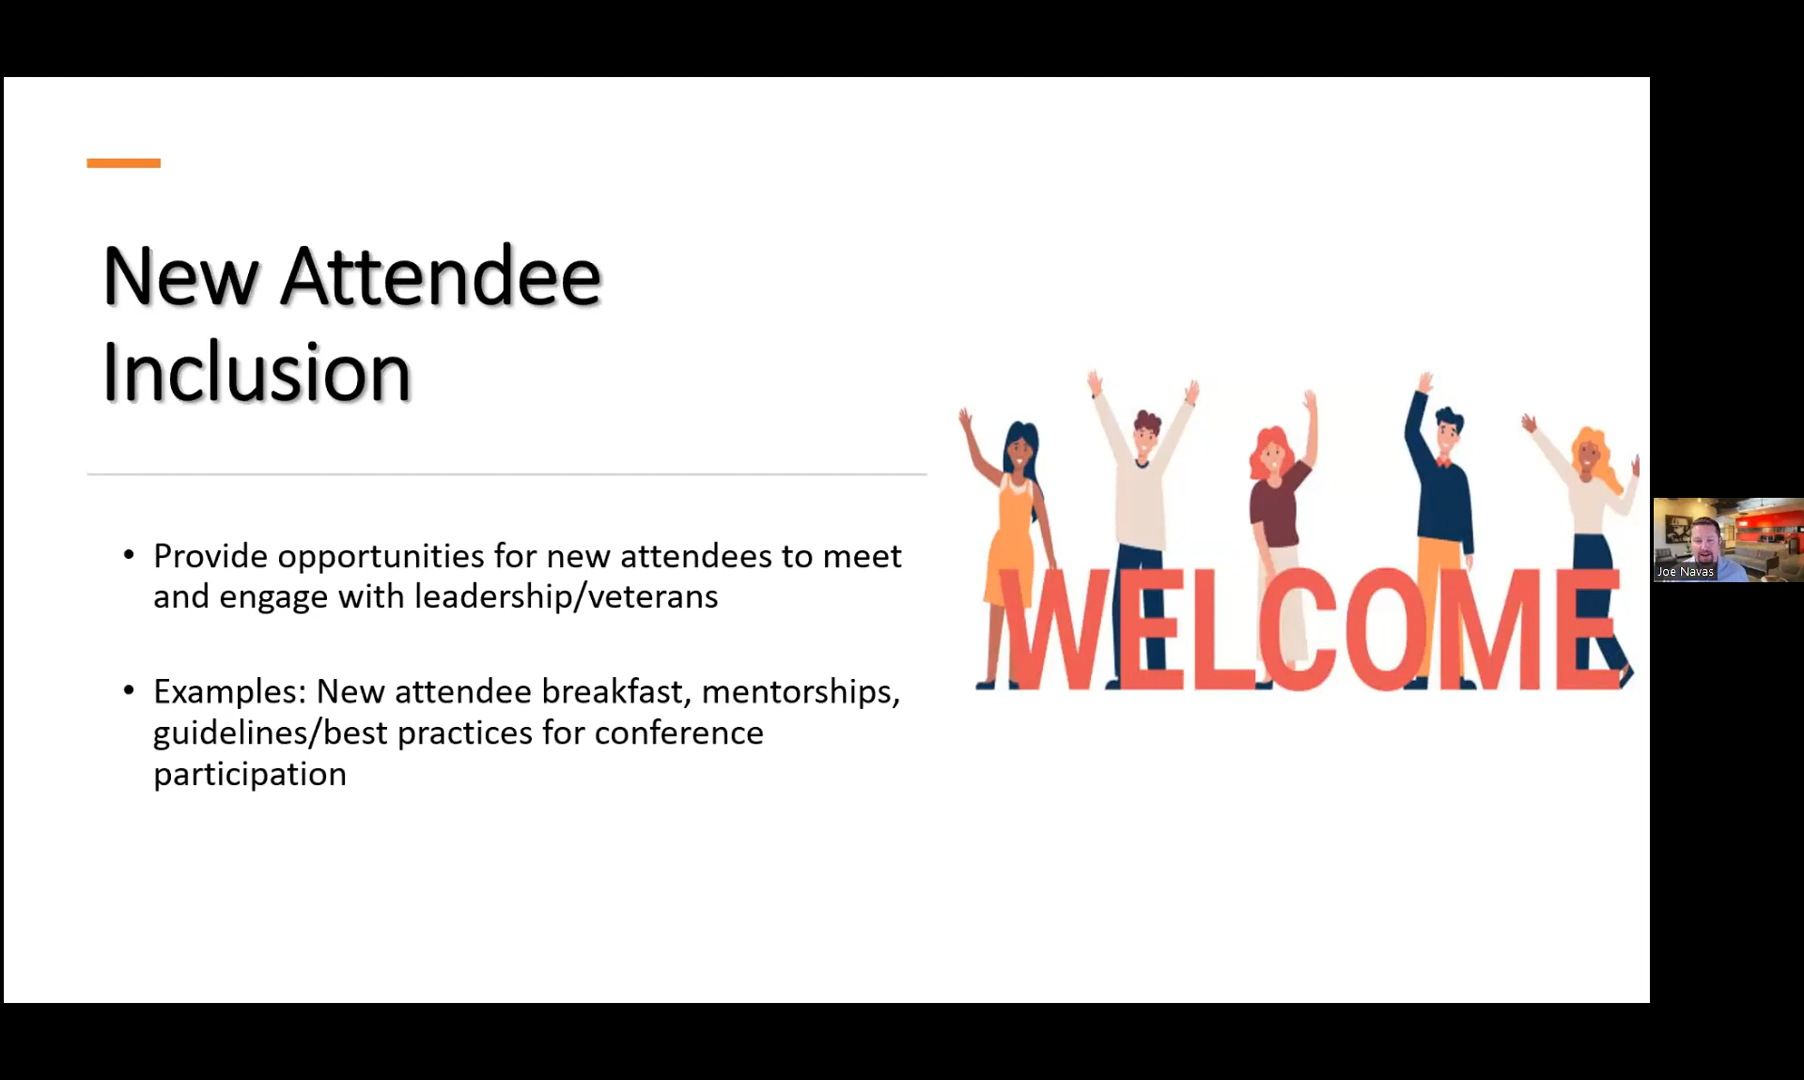 New Attendee
Inclusion
• Provide opportunities for new attendees to meet
and engage with leadership/veterans
• Examples: New attendee breakfast, mentorships,
guidelines/best practices for conference
participation
WELCOME
Joe Navas